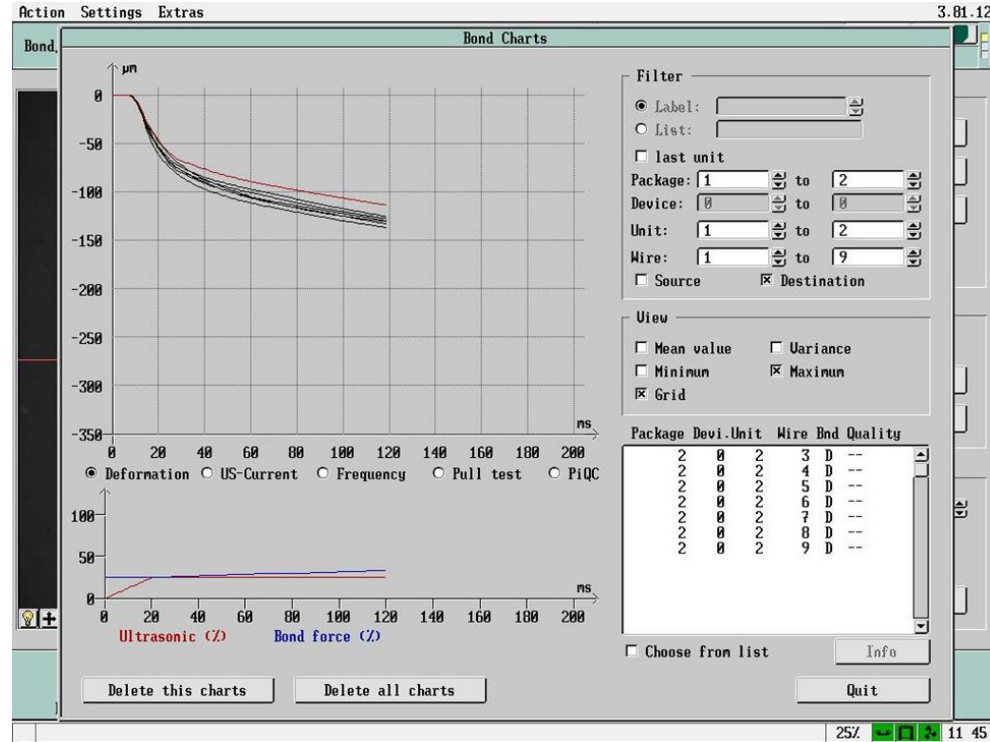 Action Settings Extras 3.81.12
Bond Charts
Bond.
µm
0
-50
-100
-150
-200
-250
-300
-350
ms
0 20 40 60 80 100 120 140 160 180 200
Deformation US-Current Frequency Pull test PiQC
100
50
0
ms
0 20 40 60 80 100 120 140 160 180 200
Ultrasonic (%) Bond force (%)
Delete this charts Delete all charts
Filter
Label:
List:
last unit
Package: 1 to 2
Device: 0 to 0
Unit: 1 to 2
Wire: 1 to 9
Source Destination
View
Mean value Variance
Minimum Maximum
Grid
Package Devi.Unit Wire Bnd Quality
2 0 2 3 D --
2 0 2 4 D --
2 0 2 5 D --
2 0 2 6 D --
2 0 2 7 D --
2 0 2 8 D --
2 0 2 9 D --
Choose from list Info
Quit
25% 11 45